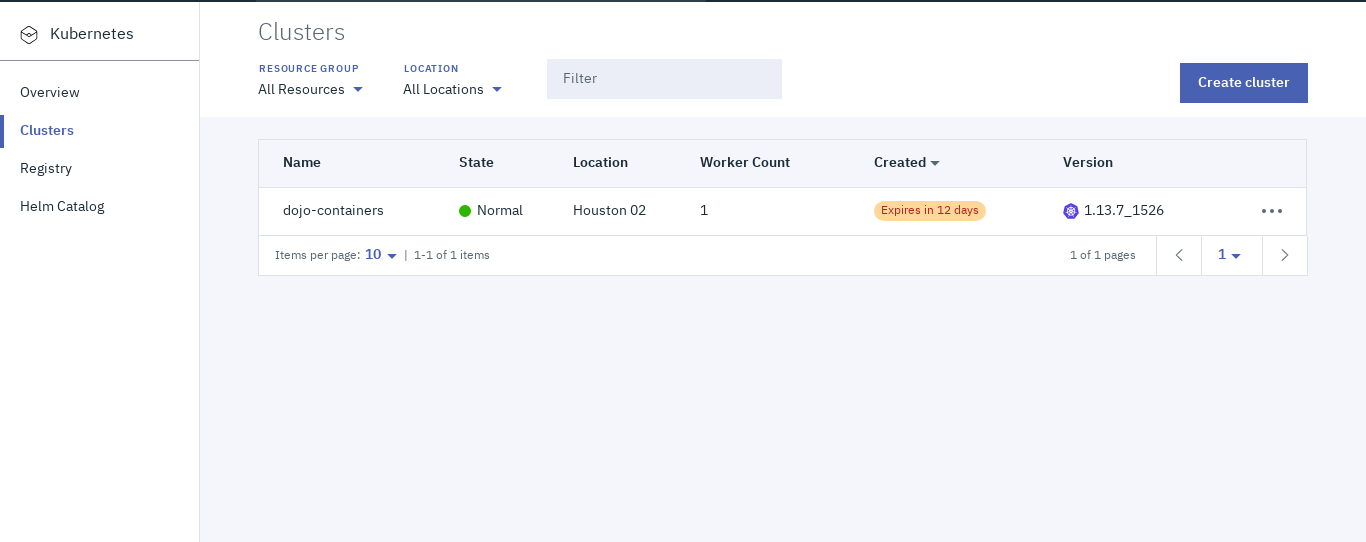 Kubernetes
Overview
Clusters
Registry
Helm Catalog
Clusters
RESOURCE GROUP LOCATION
All Resources All Locations Filter Create cluster
Name State Location Worker Count Created Version
dojo-containers Normal Houston 02 1 Expires in 12 days 1.13.7_1526
Items per page: 10 | 1-1 of 1 items 1 of 1 pages 1